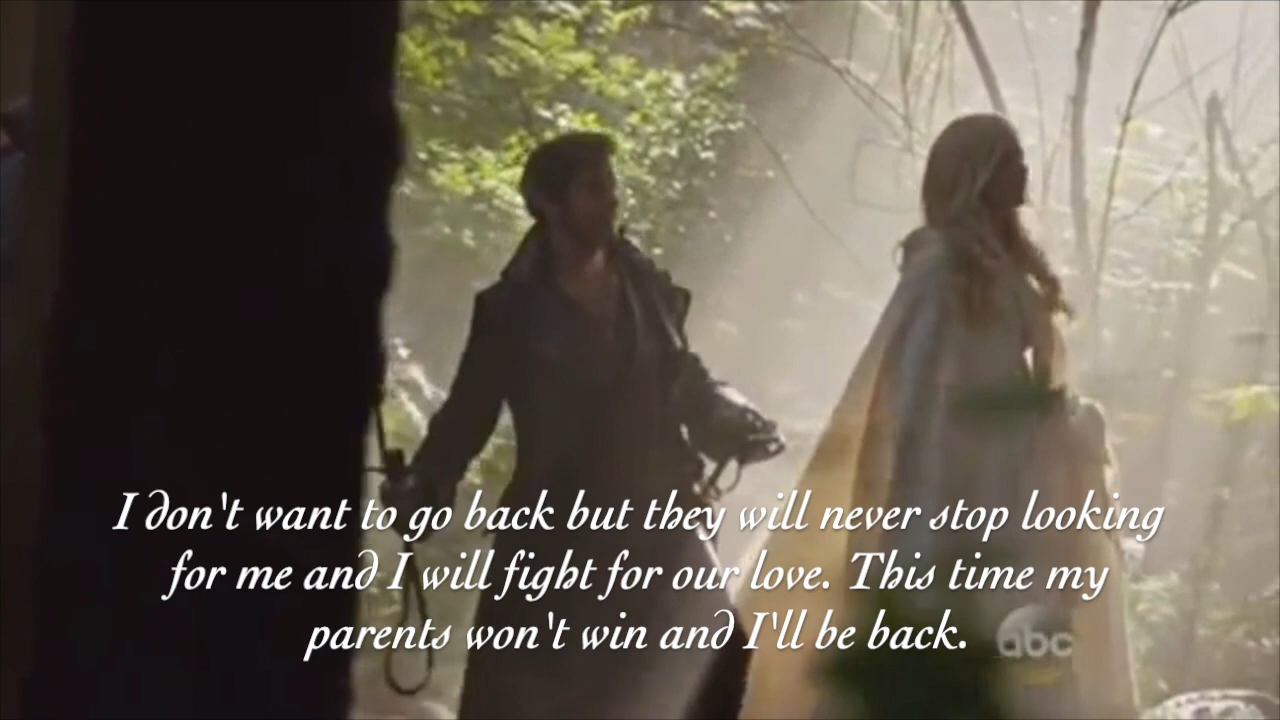 I don't want to go back but they will never stop looking
for me and I will fight for our love. This time my
parents won't win and I'll be back.
abc